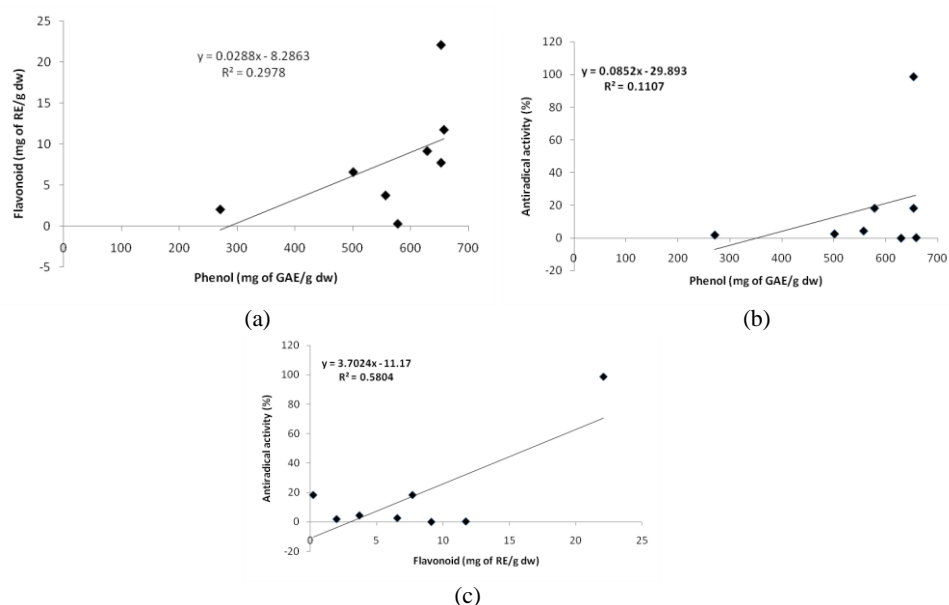 25
20
15
10
5
0
-5
0 100 200 300 400 500 600 700
Flavonoid (mg of RE/g dw)
y = 0.0288x - 8.2863
R² = 0.2978
Phenol (mg of GAE/g dw)
(a)
120
100
80
60
40
20
0
-20
0 100 200 300 400 500 600 700
Antiradical activity (%)
y = 0.0852x - 29.893
R² = 0.1107
Phenol (mg of GAE/g dw)
(b)
120
100
80
60
40
20
0
-20
0 5 10 15 20 25
Antiradical activity (%)
y = 3.7024x - 11.17
R² = 0.5804
Flavonoid (mg of RE/g dw)
(c)